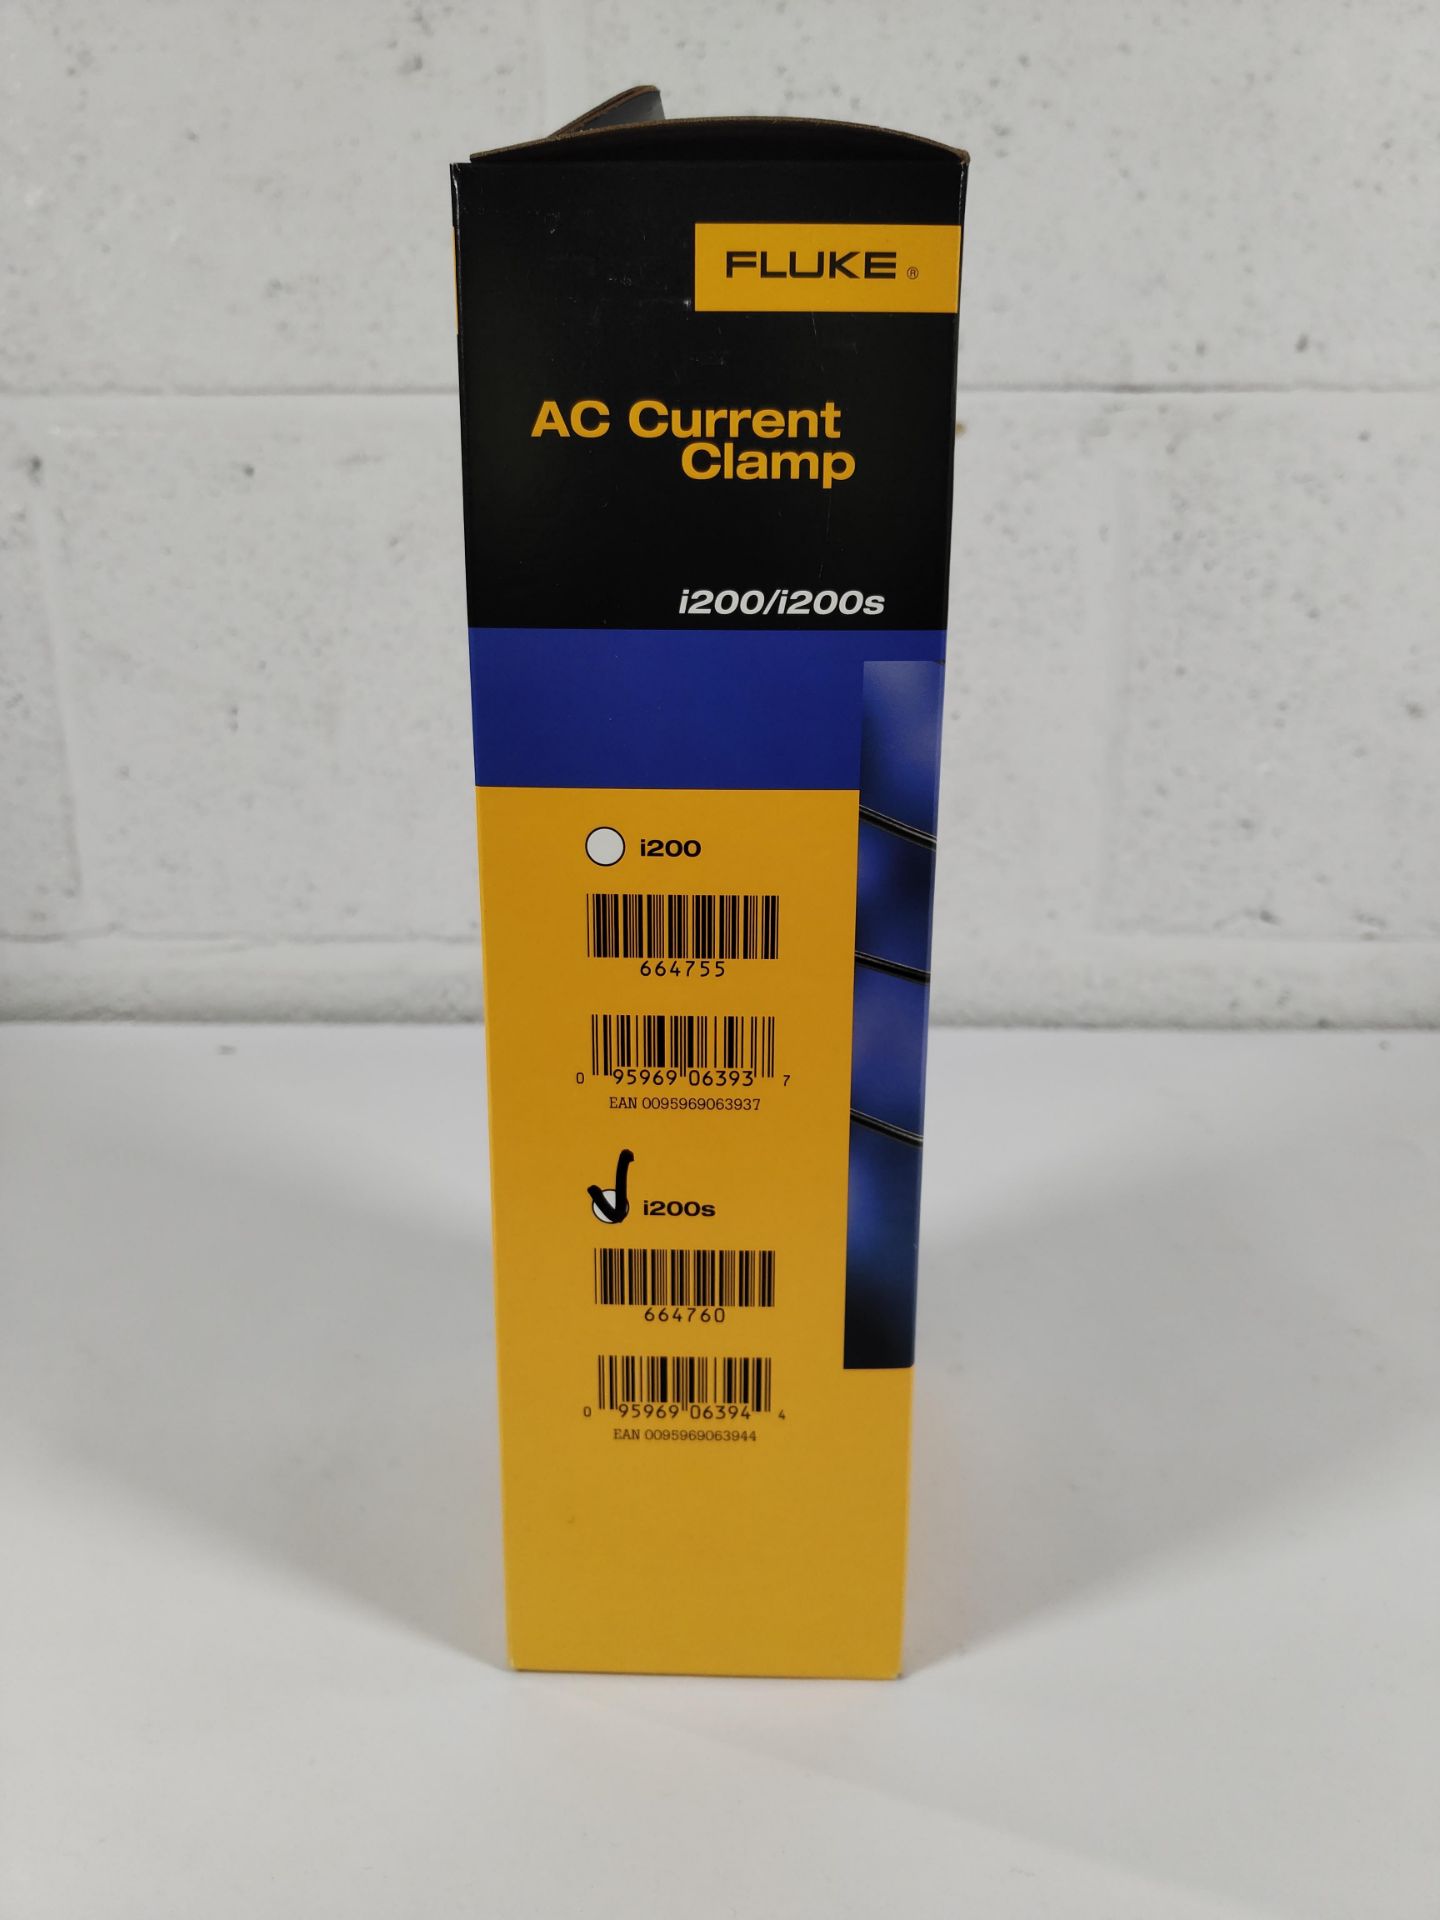 FLUKE ®
AC Current
Clamp
i200/i200s
i200
664755
0 95969 06393 7
EAN 0095969063937
i200s
664760
0 95969 06394 4
EAN 0095969063944